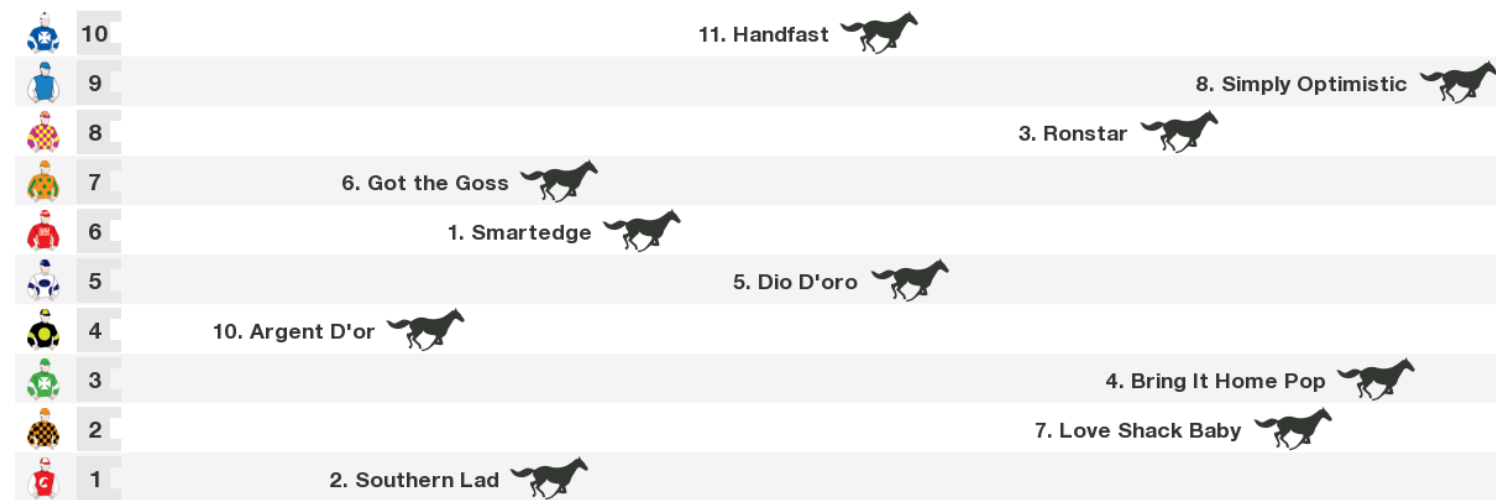 10 11. Handfast
9 8. Simply Optimistic
8 3. Ronstar
7 6. Got the Goss
6 1. Smartedge
5 5. Dio D'oro
4 10. Argent D'or
3 4. Bring It Home Pop
2 7. Love Shack Baby
1 2. Southern Lad